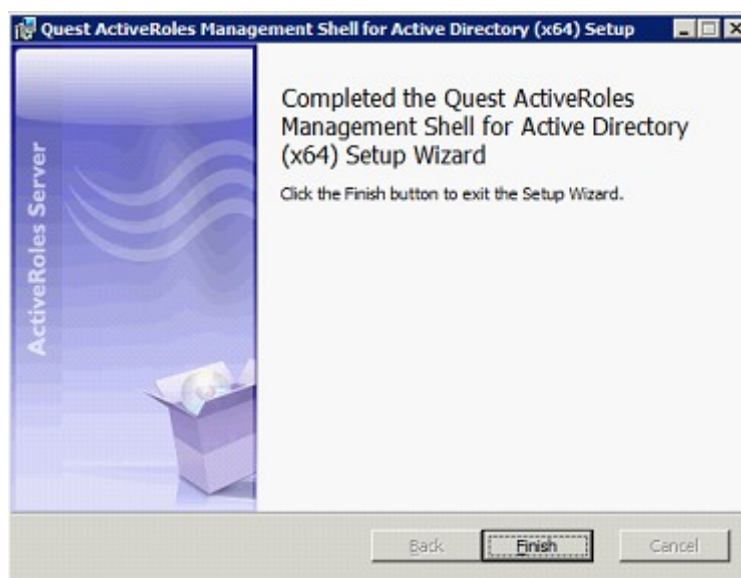 Quest ActiveRoles Management Shell for Active Directory (x64) Setup
Completed the Quest ActiveRoles
Management Shell for Active Directory
(x64) Setup Wizard
Click the Finish button to exit the Setup Wizard.
ActiveRoles Server
Back
Finish
Cancel